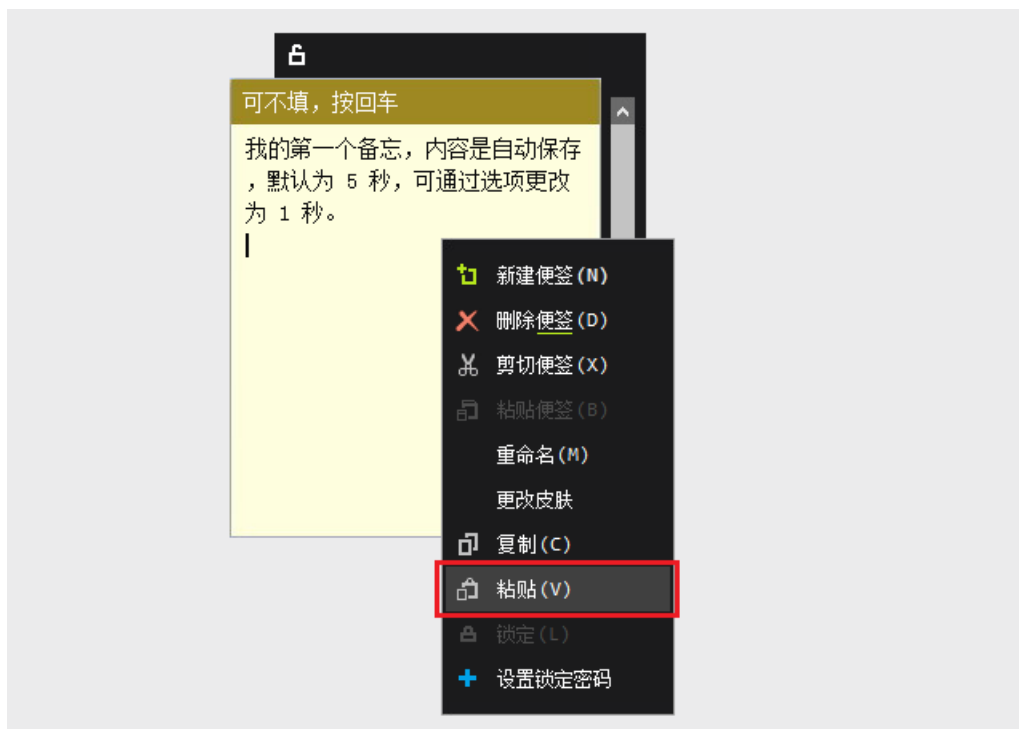 可不填，按回车
我的第一个备忘，内容是自动保存
，默认为 5 秒，可通过选项更改
为 1 秒。
新建便签(N)
删除便签(D)
剪切便签(X)
粘贴便签(B)
重命名(M)
更改皮肤
复制(C)
粘贴(V)
锁定(L)
设置锁定密码